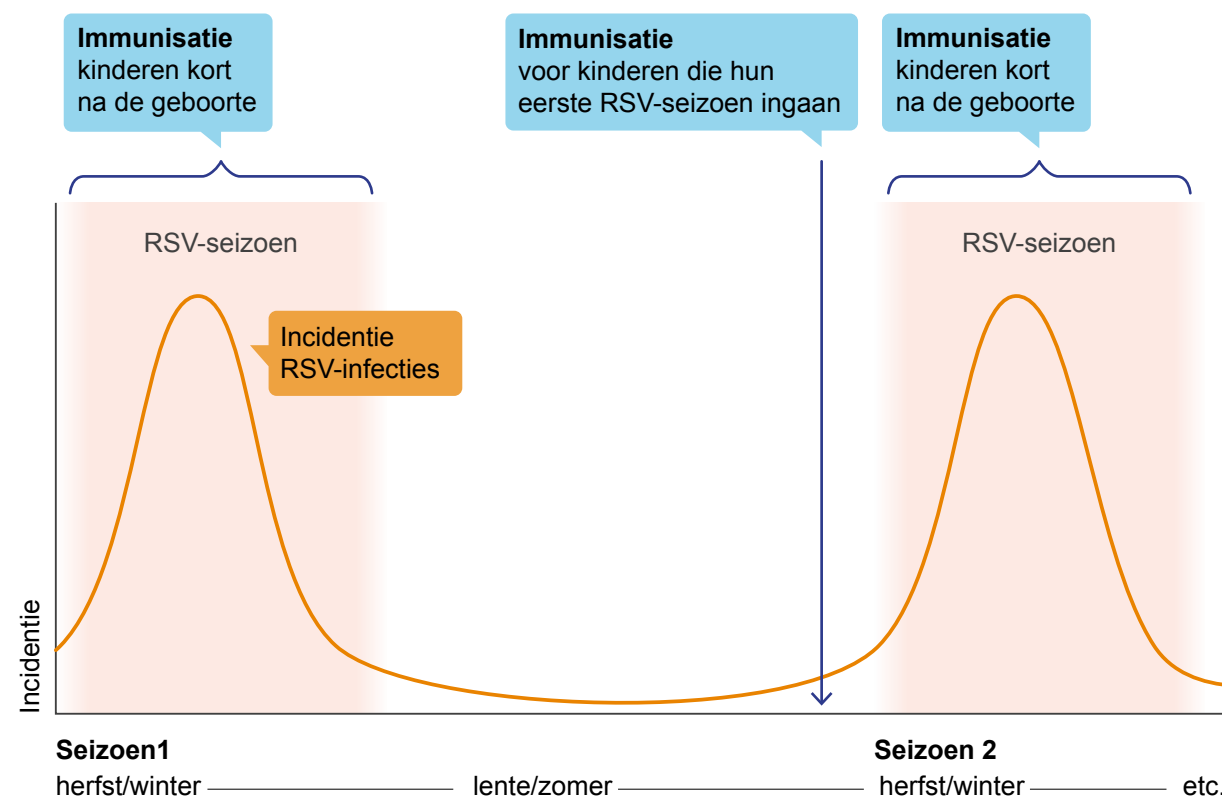 Immunisatie
kinderen kort
na de geboorte
Immunisatie
voor kinderen die hun
eerste RSV-seizoen ingaan
Immunisatie
kinderen kort
na de geboorte
RSV-seizoen
RSV-seizoen
Incidentie
RSV-infecties
Incidentie
Seizoen1
Seizoen 2
herfst/winter
lente/zomer
herfst/winter
etc.